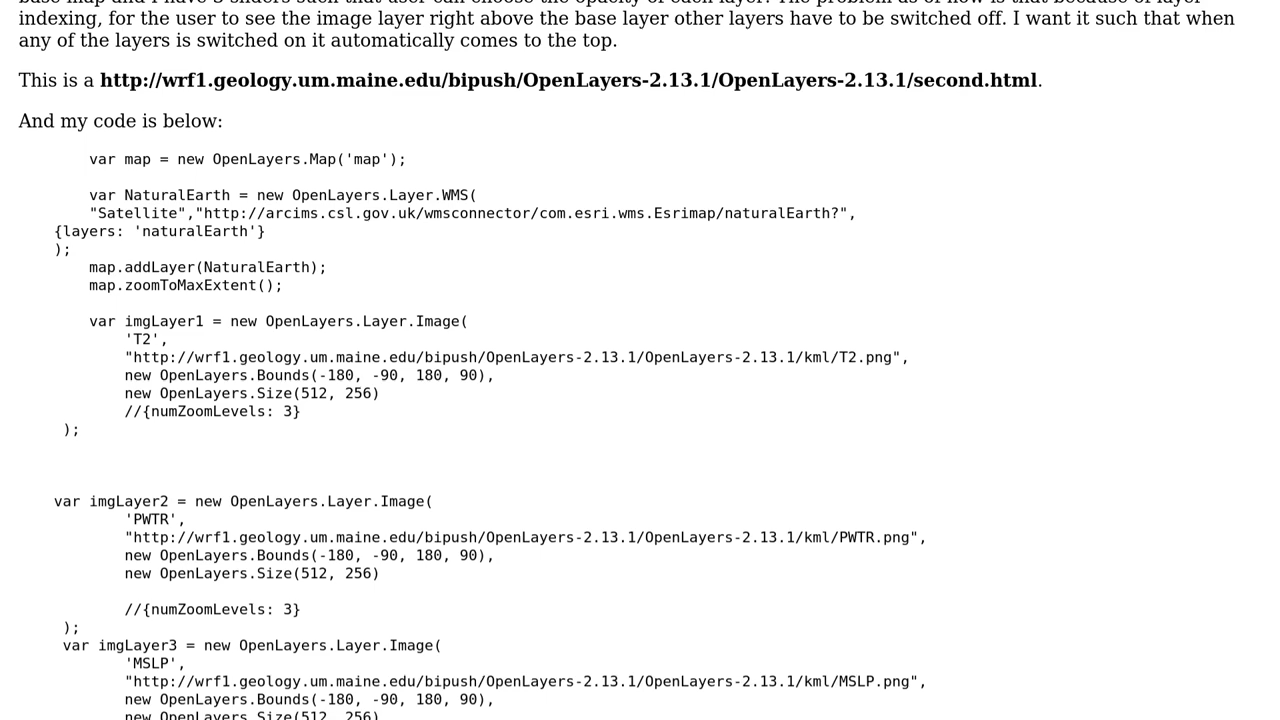 indexing, for the user to see the image layer right above the base layer other layers have to be switched off. I want it such that when
any of the layers is switched on it automatically comes to the top.
This is a http://wrf1.geology.um.maine.edu/bipush/OpenLayers-2.13.1/OpenLayers-2.13.1/second.html.
And my code is below:
var map = new OpenLayers.Map('map');
var NaturalEarth = new OpenLayers.Layer.WMS(
"Satellite","http://arcims.csl.gov.uk/wmsconnector/com.esri.wms.Esrimap/naturalEarth?",
{layers: 'naturalEarth'}
);
map.addLayer(NaturalEarth);
map.zoomToMaxExtent();
var imgLayer1 = new OpenLayers.Layer.Image(
'T2',
"http://wrf1.geology.um.maine.edu/bipush/OpenLayers-2.13.1/OpenLayers-2.13.1/kml/T2.png",
new OpenLayers.Bounds(-180, -90, 180, 90),
new OpenLayers.Size(512, 256)
//{numZoomLevels: 3}
);
var imgLayer2 = new OpenLayers.Layer.Image(
'PWTR',
"http://wrf1.geology.um.maine.edu/bipush/OpenLayers-2.13.1/OpenLayers-2.13.1/kml/PWTR.png",
new OpenLayers.Bounds(-180, -90, 180, 90),
new OpenLayers.Size(512, 256)
//{numZoomLevels: 3}
);
var imgLayer3 = new OpenLayers.Layer.Image(
'MSLP',
"http://wrf1.geology.um.maine.edu/bipush/OpenLayers-2.13.1/OpenLayers-2.13.1/kml/MSLP.png",
new OpenLayers.Bounds(-180, -90, 180, 90),
new OpenLayers.Size(512, 256)